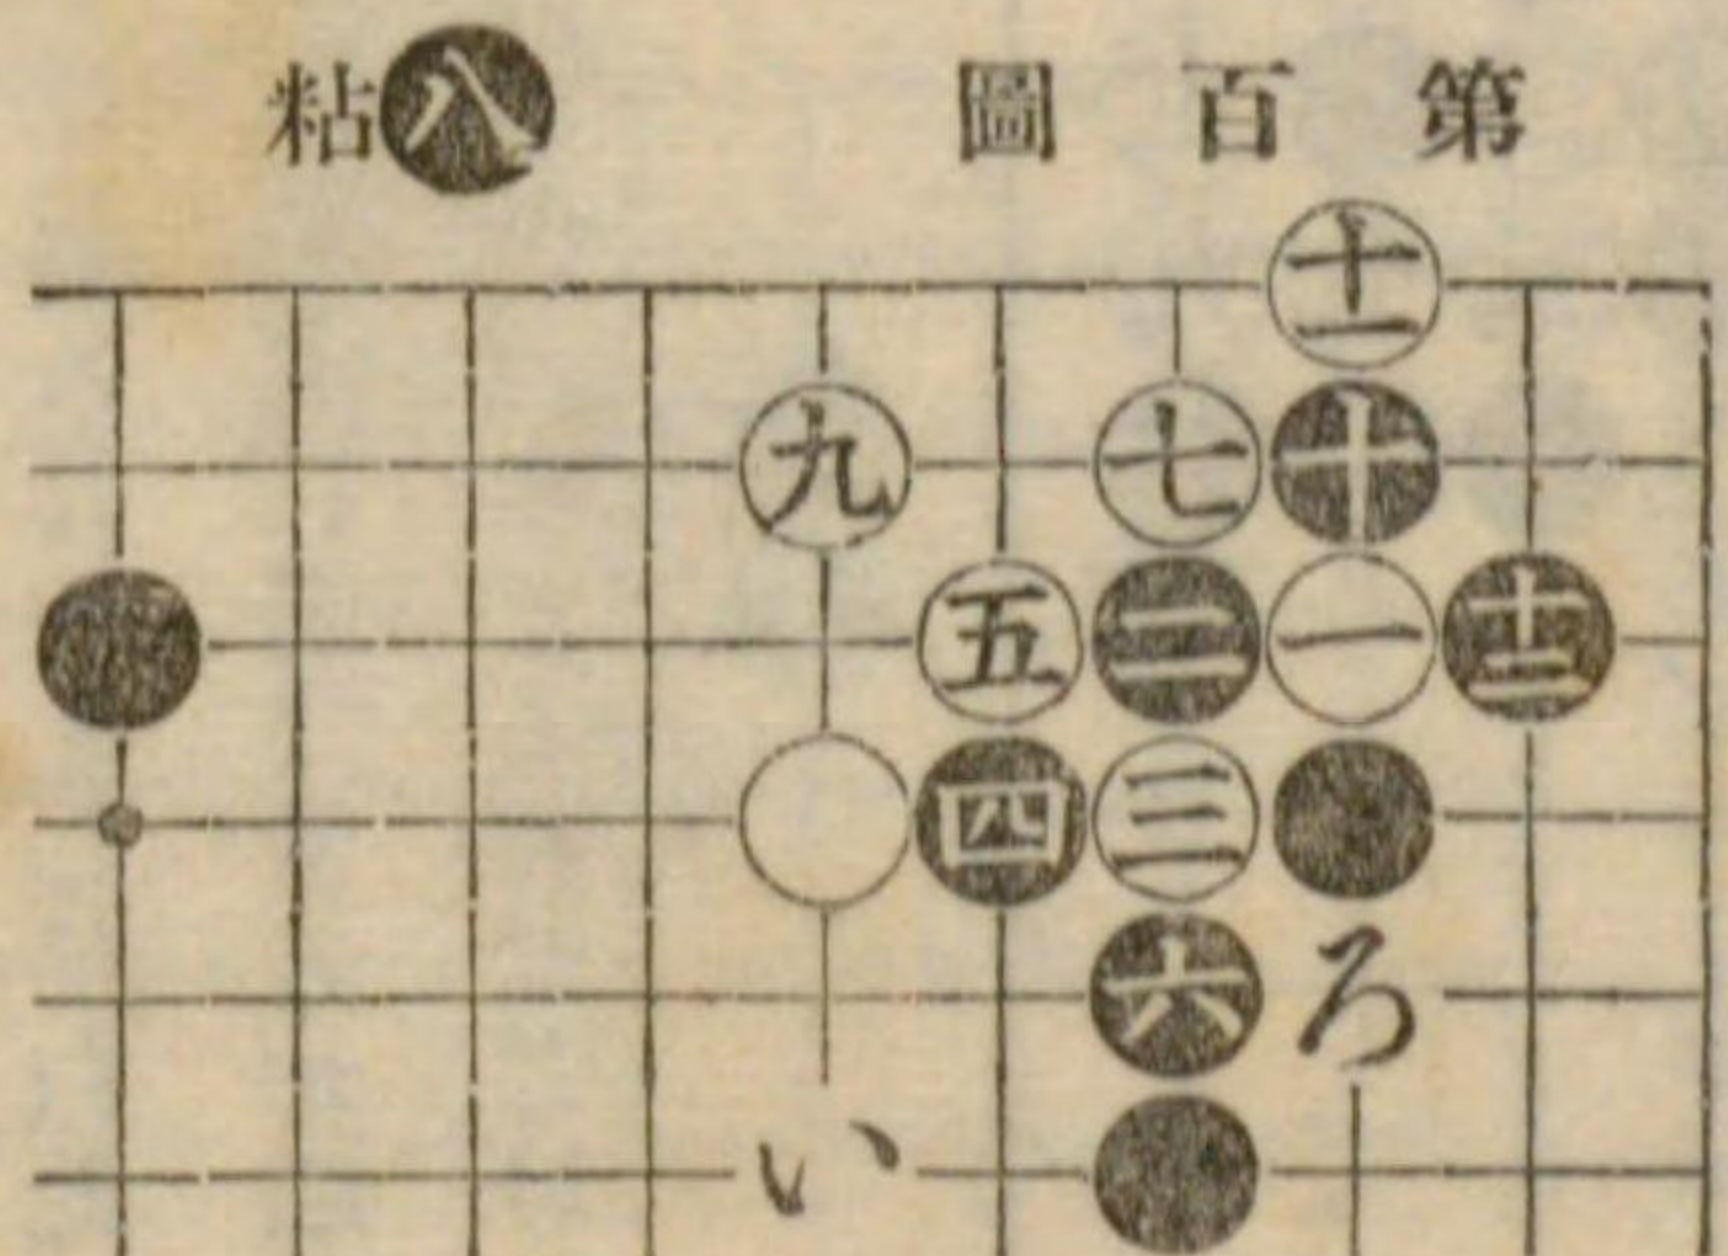 第百圖
八粘
十一
九 七 十
五 二 一 十二
四 三
六 ろ
い